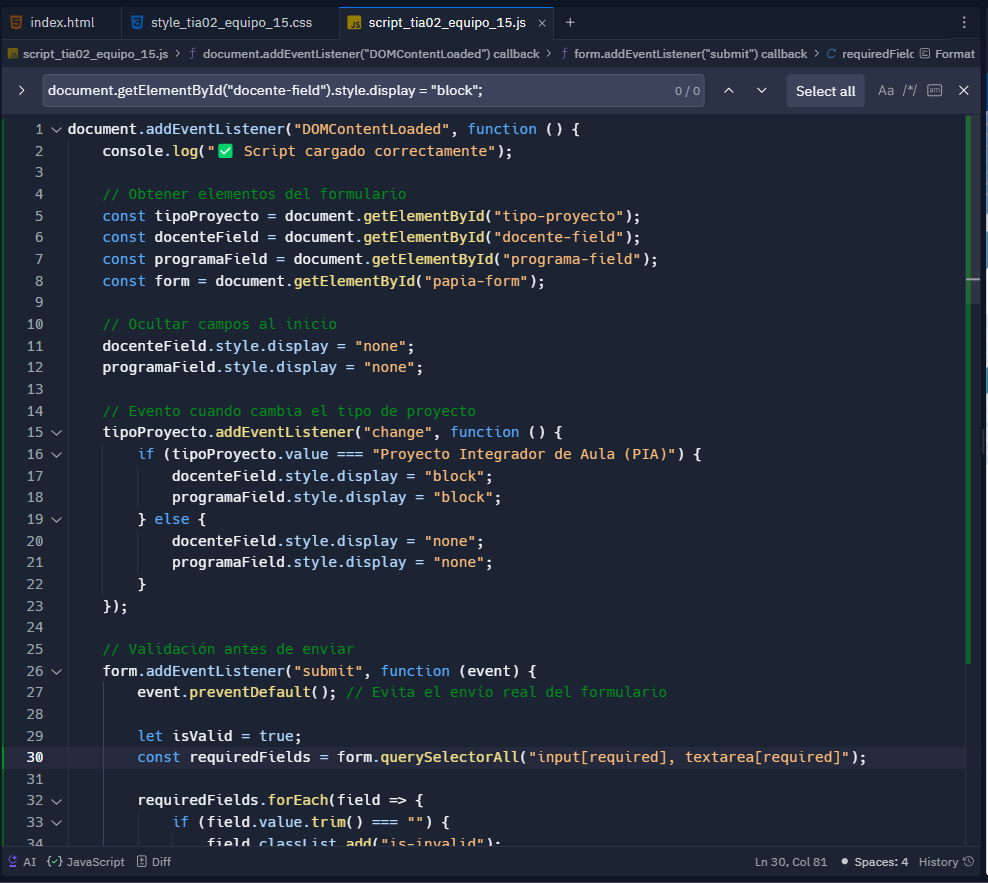 index.html style_tia02_equipo_15.css script_tia02_equipo_15.js × +
script_tia02_equipo_15.js > ƒ document.addEventListener("DOMContentLoaded") callback > ƒ form.addEventListener("submit") callback > requiredFielc Format
document.getElementById("docente-field").style.display = "block"; 0 / 0 Select all Aa /*/ am
1 document.addEventListener("DOMContentLoaded", function () {
2     console.log("✅ Script cargado correctamente");
3
4     // Obtener elementos del formulario
5     const tipoProyecto = document.getElementById("tipo-proyecto");
6     const docenteField = document.getElementById("docente-field");
7     const programaField = document.getElementById("programa-field");
8     const form = document.getElementById("papia-form");
9
10     // Ocultar campos al inicio
11     docenteField.style.display = "none";
12     programaField.style.display = "none";
13
14     // Evento cuando cambia el tipo de proyecto
15     tipoProyecto.addEventListener("change", function () {
16         if (tipoProyecto.value === "Proyecto Integrador de Aula (PIA)") {
17             docenteField.style.display = "block";
18             programaField.style.display = "block";
19         } else {
20             docenteField.style.display = "none";
21             programaField.style.display = "none";
22         }
23     });
24
25     // Validación antes de enviar
26     form.addEventListener("submit", function (event) {
27         event.preventDefault(); // Evita el envío real del formulario
28
29         let isValid = true;
30         const requiredFields = form.querySelectorAll("input[required], textarea[required]");
31
32         requiredFields.forEach(field => {
33             if (field.value.trim() === "") {
34                 field.classList.add("is-invalid");
AI JavaScript Diff Ln 30, Col 81 Spaces: 4 History